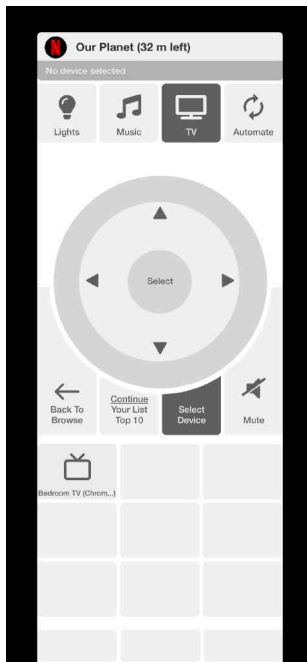 N Our Planet (32 m left)
No device selected
Lights Music TV Automate
Select
Back To Browse
Continue
Your List
Top 10
Select Device
Mute
Bedroom TV (Chrom...)